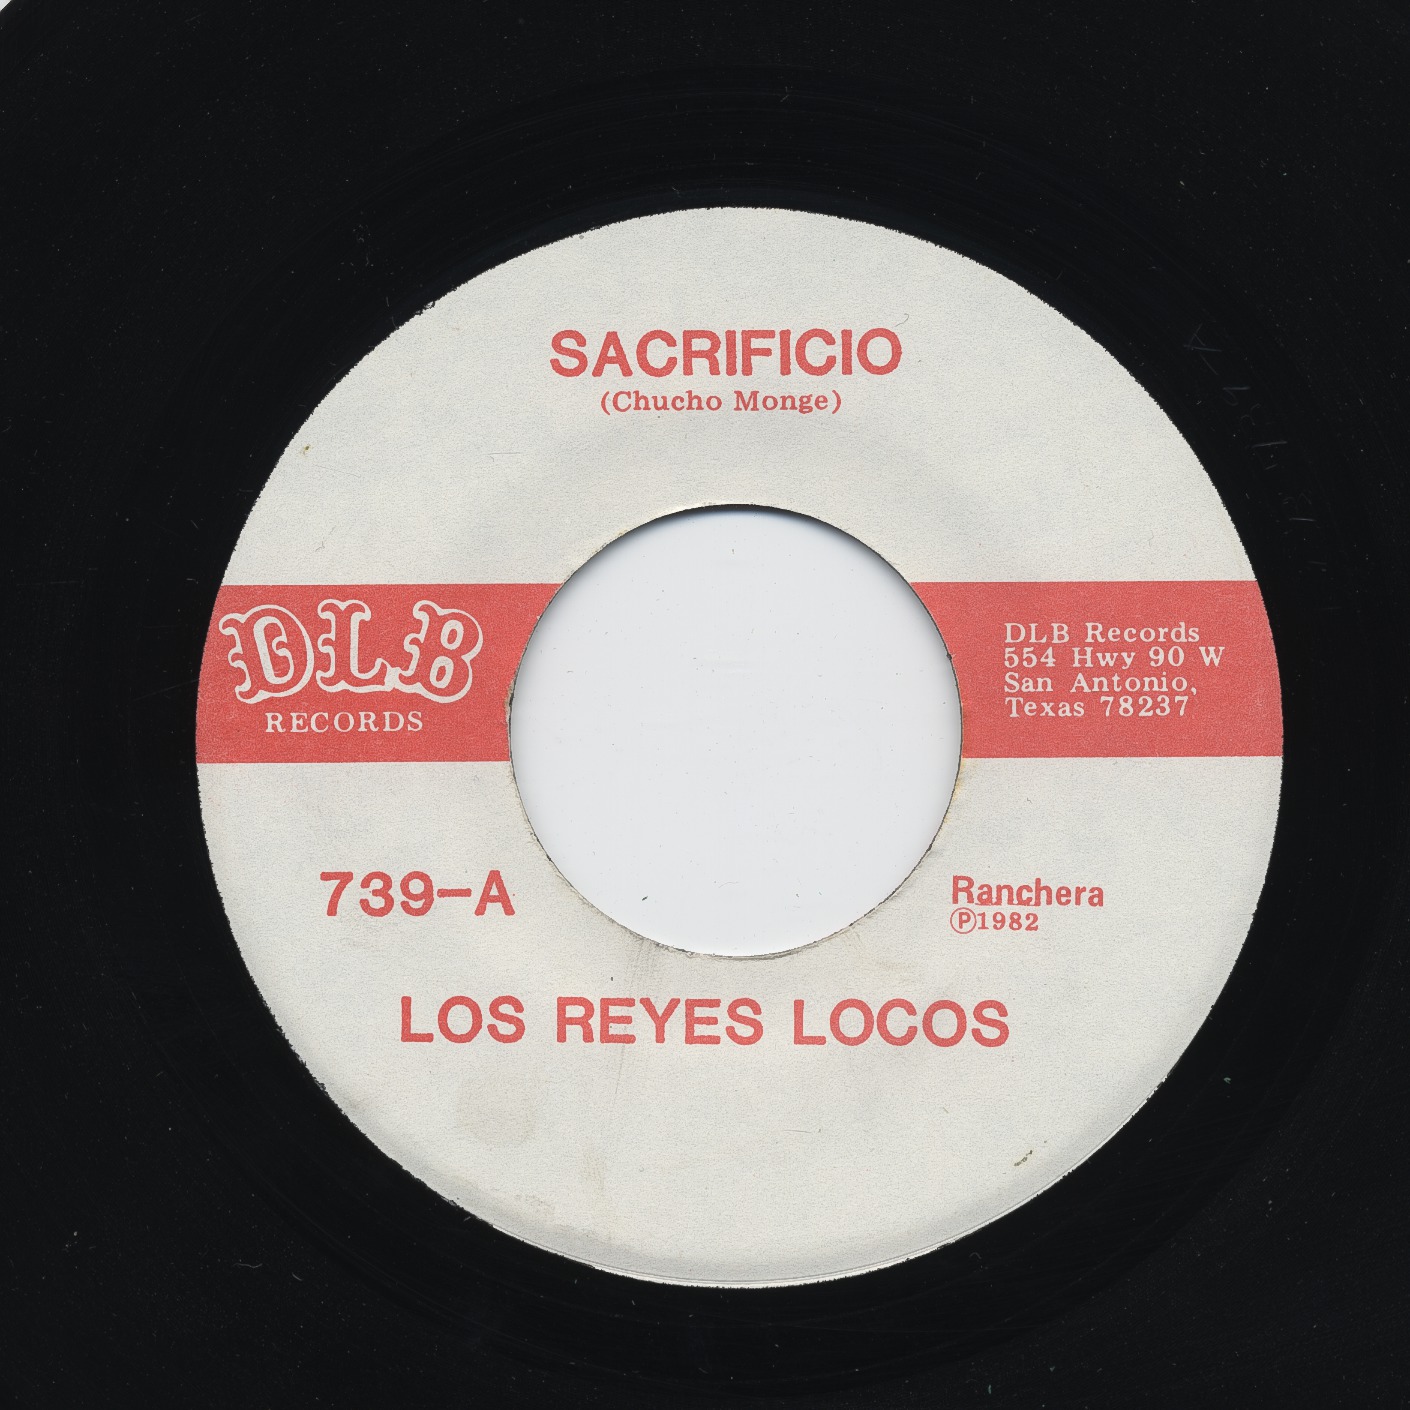 SACRIFICIO
(Chucho Monge)
DLB
RECORDS
DLB Records
554 Hwy 90 W
San Antonio,
Texas 78237
739-A
Ranchera
Ⓟ1982
LOS REYES LOCOS